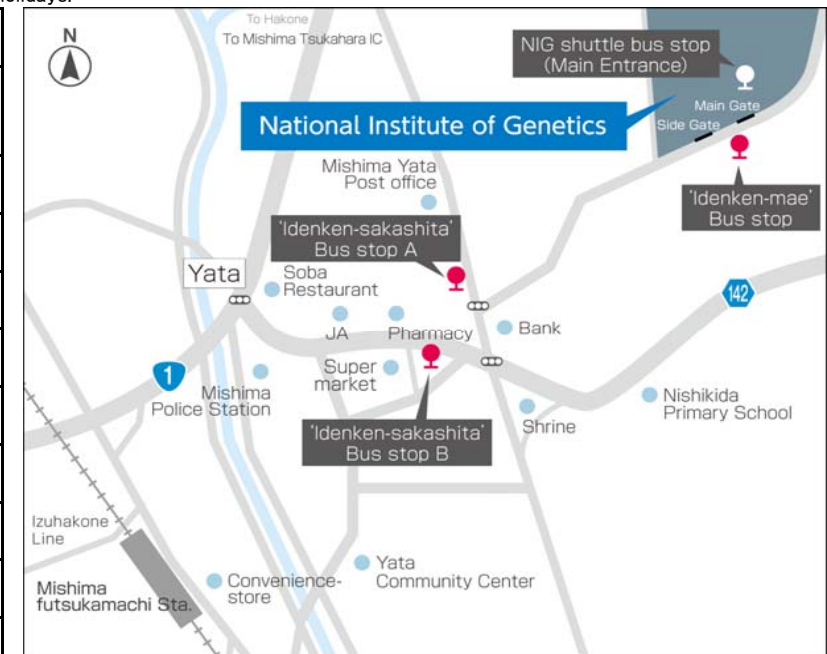 holidays.
N
To Hakone
To Mishima Tsukahara IC
NIG shuttle bus stop
(Main Entrance)
Main Gate
Side Gate
National Institute of Genetics
Mishima Yata
Post office
'Idenken-mae'
Bus stop
'Idenken-sakashita'
Bus stop A
Yata
Soba
Restaurant
142
JA
Pharmacy
Bank
1
Mishima
Police Station
Super
market
Nishikida
Primary School
Shrine
'Idenken-sakashita'
Bus stop B
Izuhakone
Line
Mishima
futsukamachi Sta.
Convenience-
store
Yata
Community Center